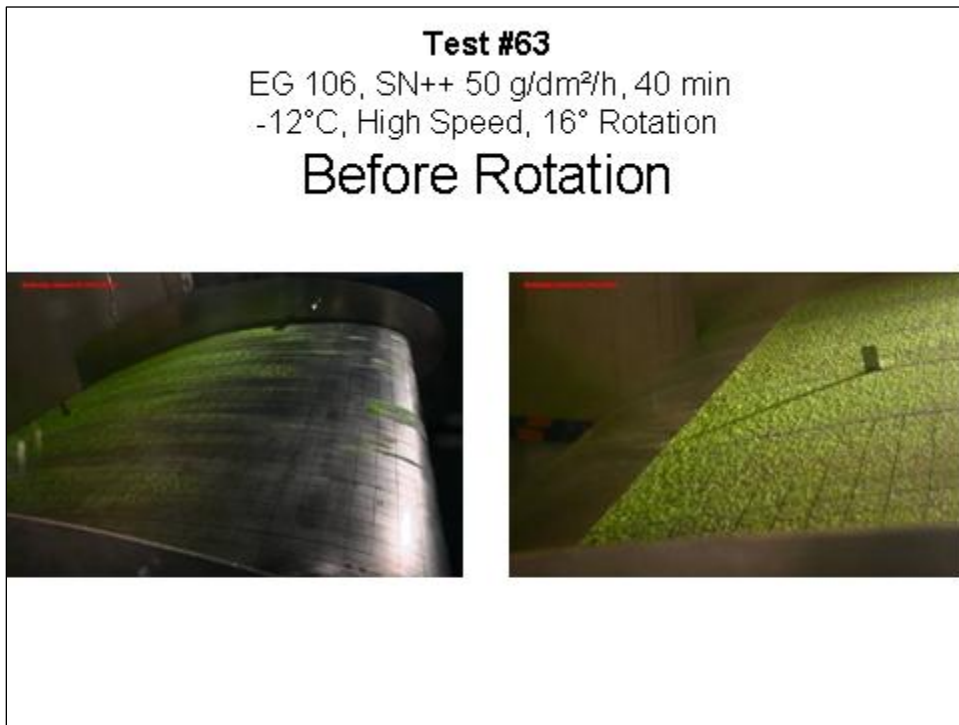 Test #63
EG 106, SN++ 50 g/dm²/h, 40 min
-12°C, High Speed, 16° Rotation
Before Rotation